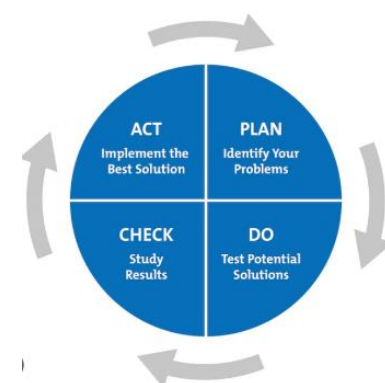 ACT
Implement the
Best Solution
PLAN
Identify Your
Problems
CHECK
Study
Results
DO
Test Potential
Solutions
)